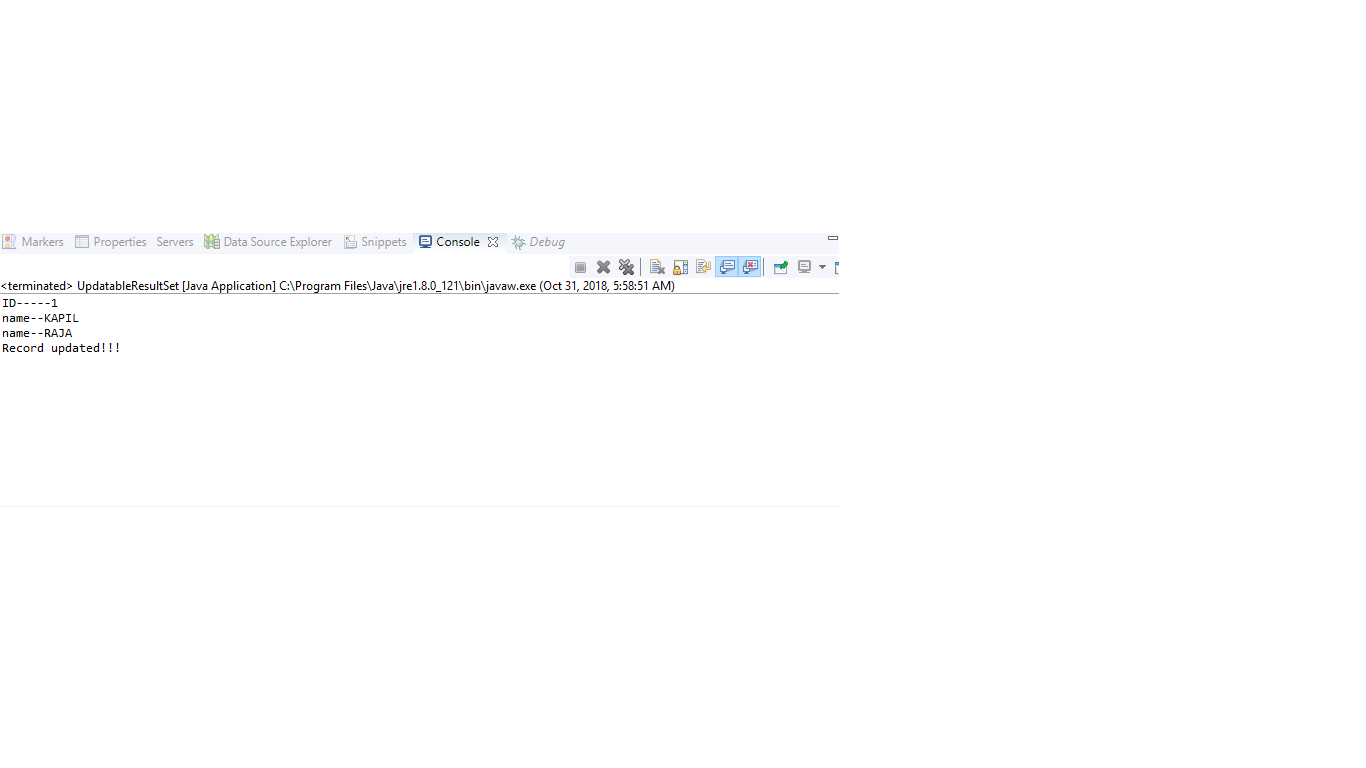 Markers Properties Servers Data Source Explorer Snippets Console Debug
<terminated> UpdatableResultSet [Java Application] C:\Program Files\Java\jre1.8.0_121\bin\javaw.exe (Oct 31, 2018, 5:58:51 AM)
ID-----1
name--KAPIL
name--RAJA
Record updated!!!